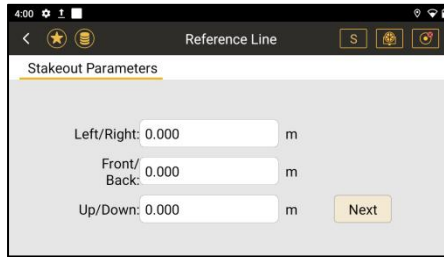 4:00
Reference Line
S
Stakeout Parameters
Left/Right: 0.000 m
Front/
Back: 0.000 m
Up/Down: 0.000 m
Next